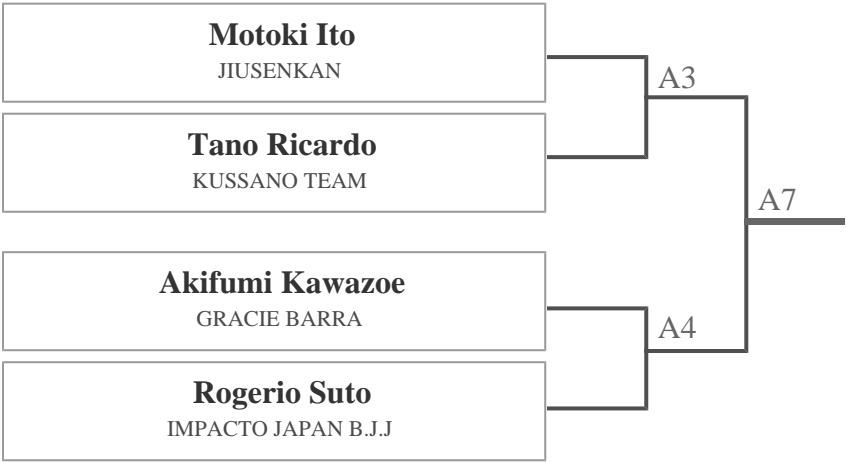 Motoki Ito
JIUSENKAN
A3
Tano Ricardo
KUSSANO TEAM
A7
Akifumi Kawazoe
GRACIE BARRA
A4
Rogerio Suto
IMPACTO JAPAN B.J.J